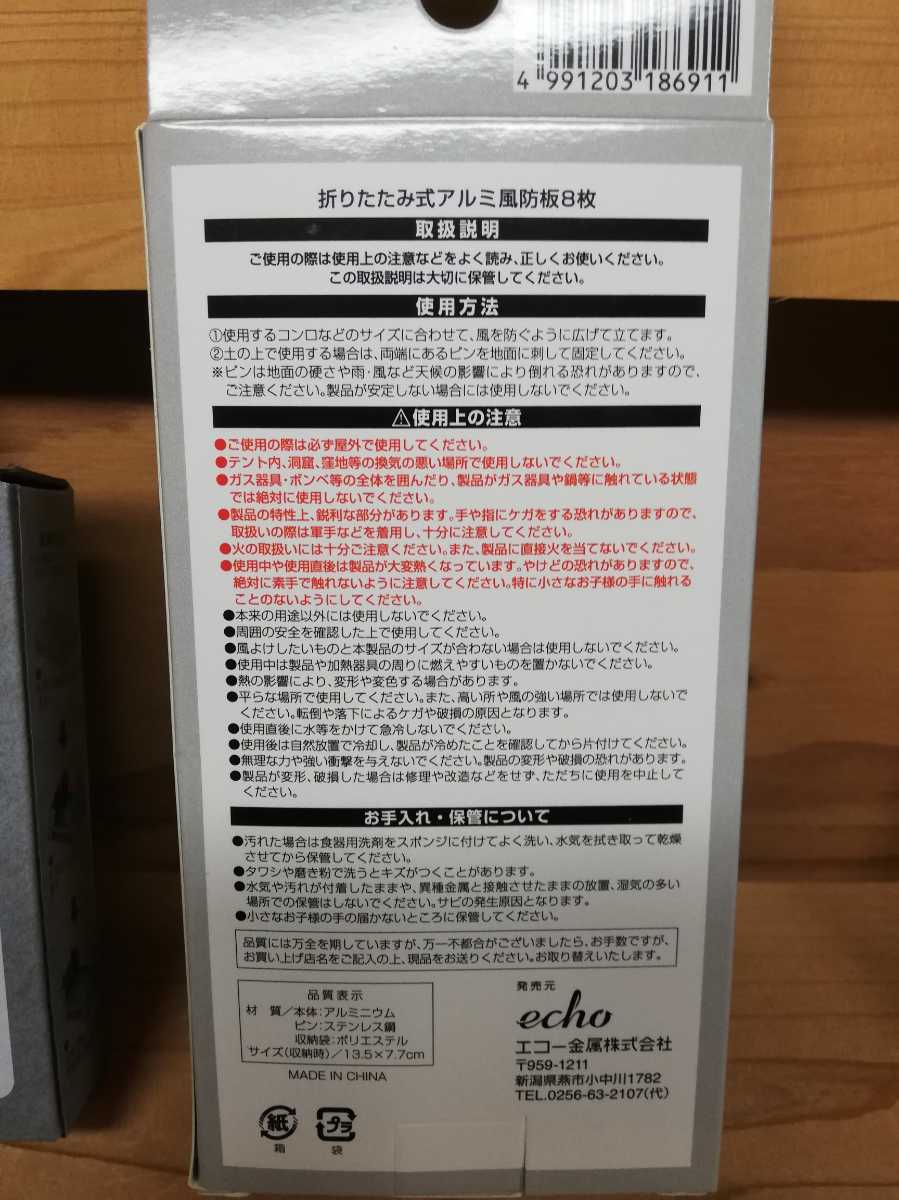 4 991203 186911
折りたたみ式アルミ風防板8枚
取扱説明
ご使用の際は使用上の注意などをよく読み、正しくお使いください。
この取扱説明は大切に保管してください。
使用方法
①使用するコンロなどのサイズに合わせて、風を防ぐように広げて立てます。
②土の上で使用する場合は、両端にあるピンを地面に刺して固定してください。
※ピンは地面の硬さや雨・風など天候の影響により倒れる恐れがありますので、
ご注意ください。製品が安定しない場合には使用しないでください。
⚠使用上の注意
●ご使用の際は必ず屋外で使用してください。
●テント内、洞窟、窪地等の換気の悪い場所で使用しないでください。
●ガス器具・ボンベ等の全体を囲んだり、製品がガス器具や鍋等に触れている状態
では絶対に使用しないでください。
●製品の特性上、鋭利な部分があります。手や指にケガをする恐れがありますので、
取扱いの際は軍手などを着用し、十分に注意してください。
●火の取扱いには十分ご注意ください。また、製品に直接火を当てないでください。
●使用中や使用直後は製品が大変熱くなっています。やけどの恐れがありますので、
絶対に素手で触れないように注意してください。特に小さなお子様の手に触れる
ことのないようにしてください。
●本来の用途以外には使用しないでください。
●周囲の安全を確認した上で使用してください。
●風よけしたいものと本製品のサイズが合わない場合は使用しないでください。
●使用中は製品や加熱器具の周りに燃えやすいものを置かないでください。
●熱の影響により、変形や変色する場合があります。
●平らな場所で使用してください。また、高い所や風の強い場所では使用しないで
ください。転倒や落下によるケガや破損の原因となります。
●使用直後に水等をかけて急冷しないでください。
●使用後は自然放置で冷却し、製品が冷めたことを確認してから片付けてください。
●無理な力や強い衝撃を与えないでください。製品の変形や破損の恐れがあります。
●製品が変形、破損した場合は修理や改造などをせず、ただちに使用を中止して
ください。
お手入れ・保管について
●汚れた場合は食器用洗剤をスポンジに付けてよく洗い、水気を拭き取って乾燥
させてから保管してください。
●タワシや磨き粉で洗うとキズがつくことがあります。
●水気や汚れが付着したままや、異種金属と接触させたままの放置、湿気の多い
場所での保管はしないでください。サビの発生原因となります。
●小さなお子様の手の届かないところに保管してください。
品質には万全を期していますが、万一不都合がございましたら、お手数ですが、
お買い上げ店名をご記入の上、現品をお送りください。お取り替えいたします。
品質表示
材 質/本体:アルミニウム
ピン:ステンレス鋼
収納袋:ポリエステル
サイズ(収納時)/13.5×7.7cm
MADE IN CHINA
発売元
echo
エコー金属株式会社
〒959-1211
新潟県燕市小中川1782
TEL.0256-63-2107(代)
紙
箱
プラ
袋